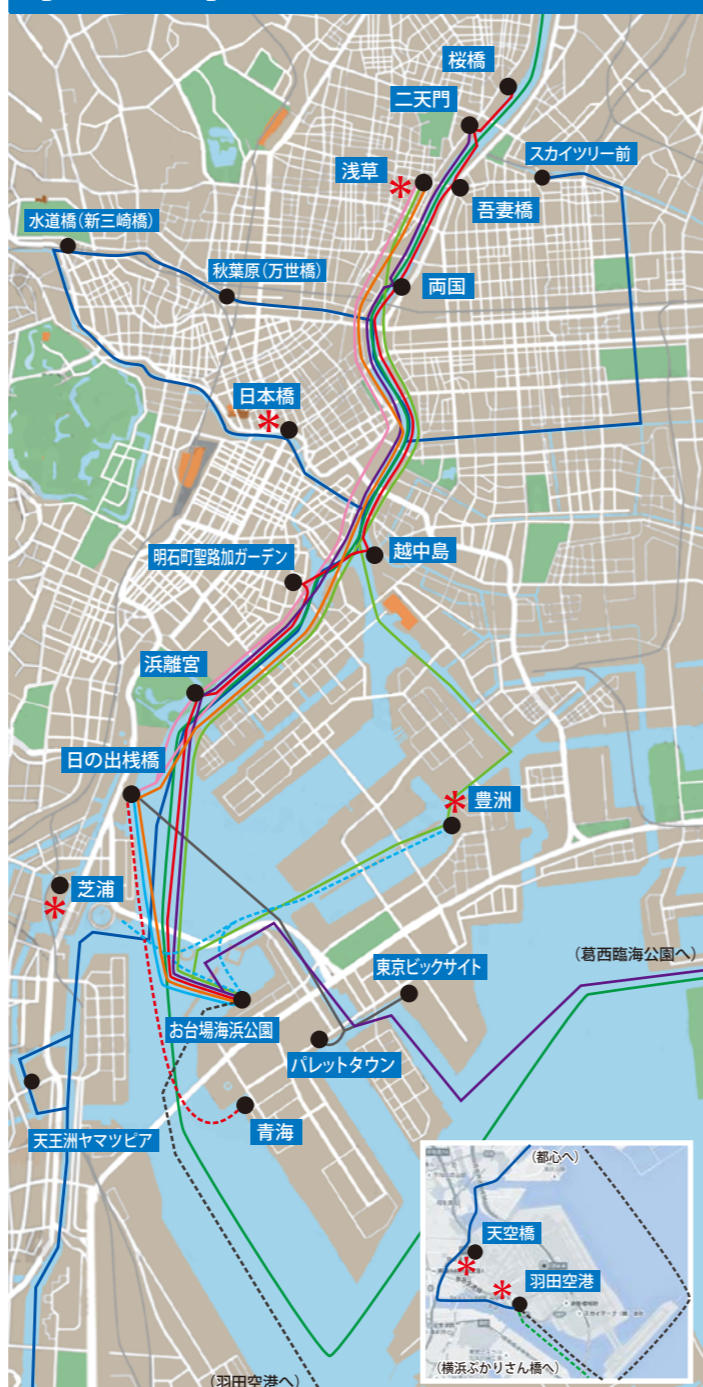 桜橋
二天門
スカイツリー前
浅草
*
吾妻橋
水道橋(新三崎橋)
秋葉原(万世橋)
両国
日本橋
*
越中島
明石町聖路加ガーデン
浜離宮
日の出桟橋
*
豊洲
芝浦
*
(葛西臨海公園へ)
東京ビックサイト
お台場海浜公園
パレットタウン
青海
天王洲ヤマツピア
(都心へ)
天空橋
*
*
羽田空港
(横浜ぷかりさん橋へ)
(羽田空港へ)